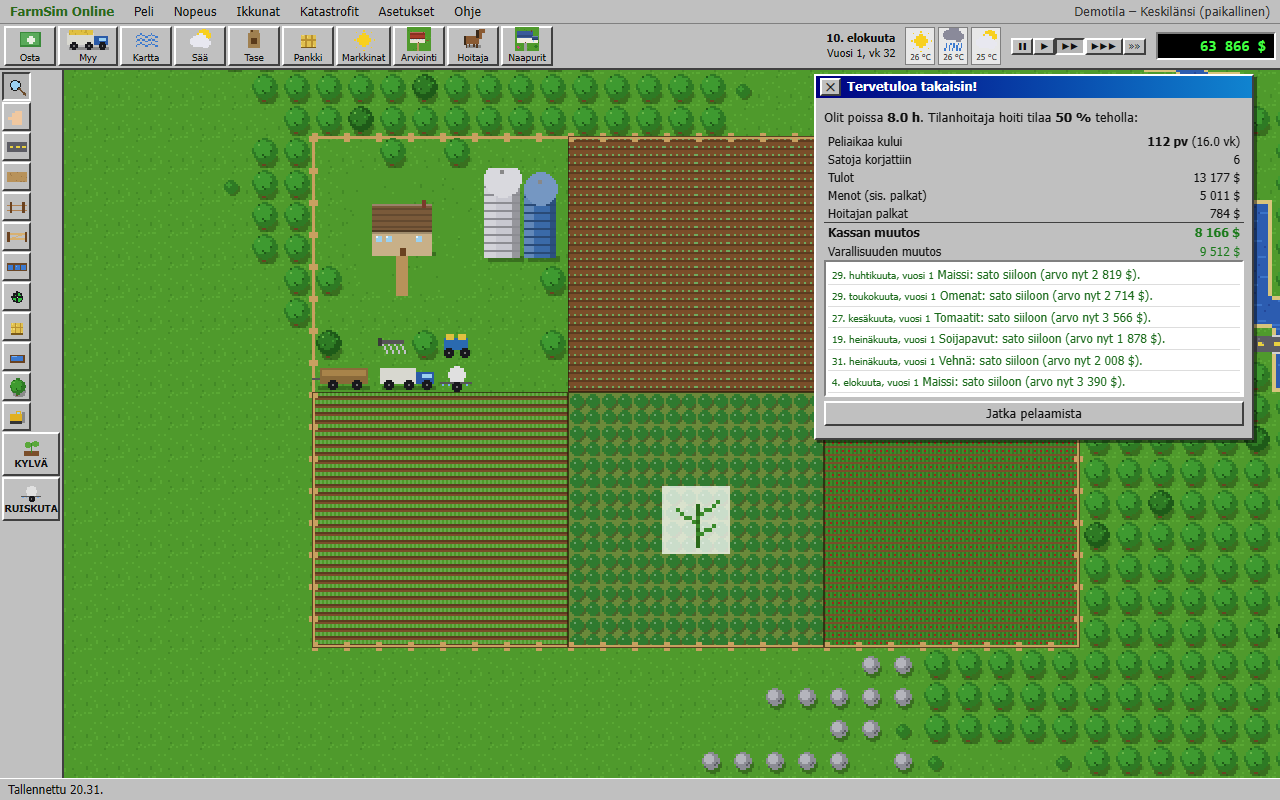 FarmSim Online Peli Nopeus Ikkunat Katastrofit Asetukset Ohje Demotila – Keskilänsi (paikallinen)
Osta Myy Kartta Sää Tase Pankki Markkinat Arviointi Hoitaja Naapurit
10. elokuuta
Vuosi 1, vk 32
26 °C 26 °C 25 °C
63 866 $
Tervetuloa takaisin!
Olit poissa 8.0 h. Tilanhoitaja hoiti tilaa 50 % teholla:
Peliaikaa kului 112 pv (16.0 vk)
Satoja korjattiin 6
Tulot 13 177 $
Menot (sis. palkat) 5 011 $
Hoitajan palkat 784 $
Kassan muutos 8 166 $
Varallisuuden muutos 9 512 $
29. huhtikuuta, vuosi 1 Maissi: sato siiloon (arvo nyt 2 819 $).
29. toukokuuta, vuosi 1 Omenat: sato siiloon (arvo nyt 2 714 $).
27. kesäkuuta, vuosi 1 Tomaatit: sato siiloon (arvo nyt 3 566 $).
19. heinäkuuta, vuosi 1 Soijapavut: sato siiloon (arvo nyt 1 878 $).
31. heinäkuuta, vuosi 1 Vehnä: sato siiloon (arvo nyt 2 008 $).
4. elokuuta, vuosi 1 Maissi: sato siiloon (arvo nyt 3 390 $).
Jatka pelaamista
KYLVÄ
RUISKUTA
Tallennettu 20.31.